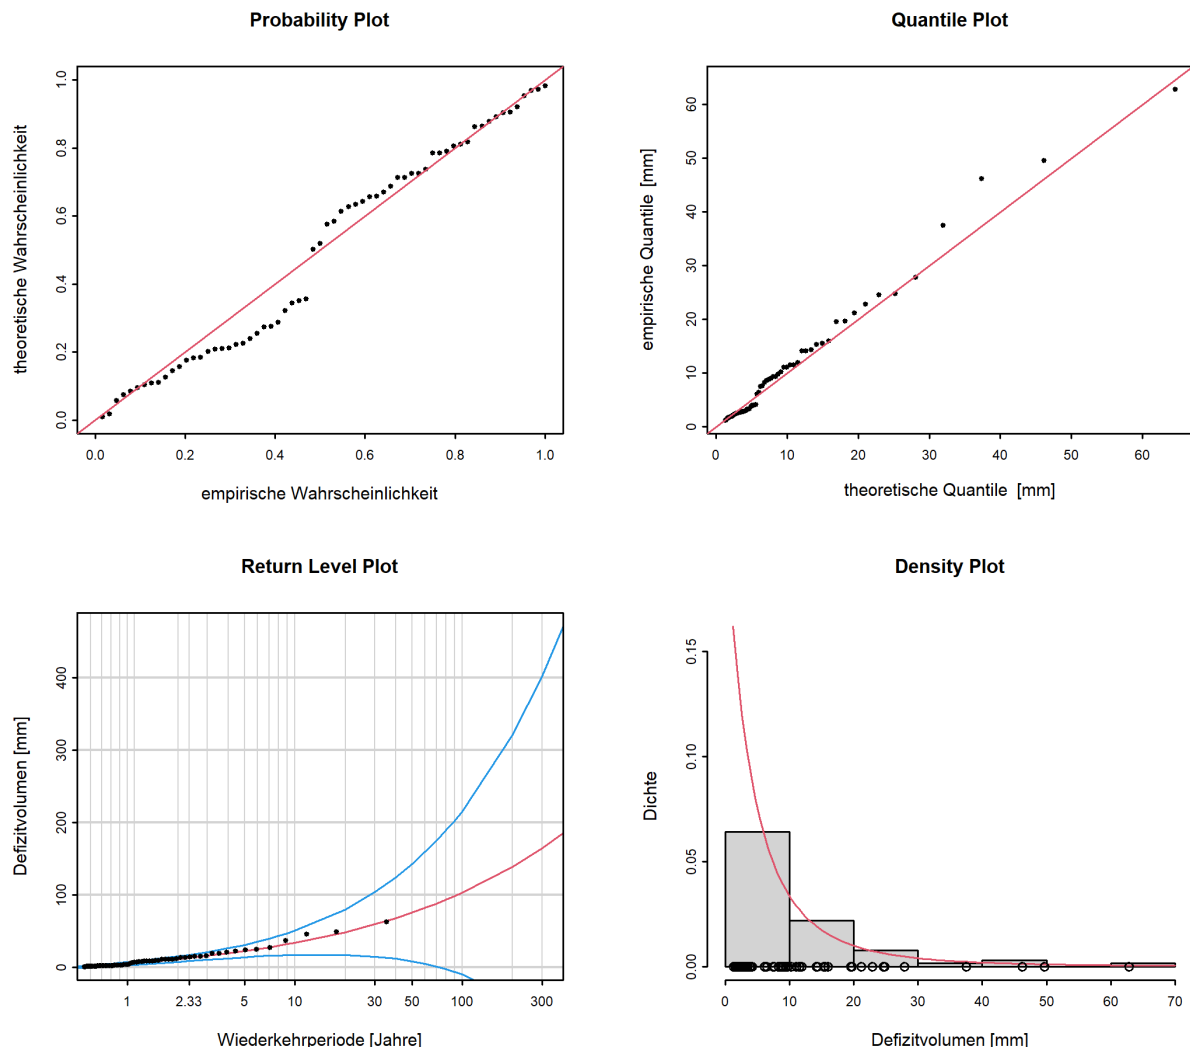 Probability Plot
theoretische Wahrscheinlichkeit
0.0 0.2 0.4 0.6 0.8 1.0
0.0 0.2 0.4 0.6 0.8 1.0
empirische Wahrscheinlichkeit
Quantile Plot
empirische Quantile [mm]
0 10 20 30 40 50 60
0 10 20 30 40 50 60
theoretische Quantile [mm]
Return Level Plot
Defizitvolumen [mm]
0 100 200 300 400
1 2.33 5 10 30 50 100 300
Wiederkehrperiode [Jahre]
Density Plot
Dichte
0.00 0.05 0.10 0.15
0 10 20 30 40 50 60 70
Defizitvolumen [mm]